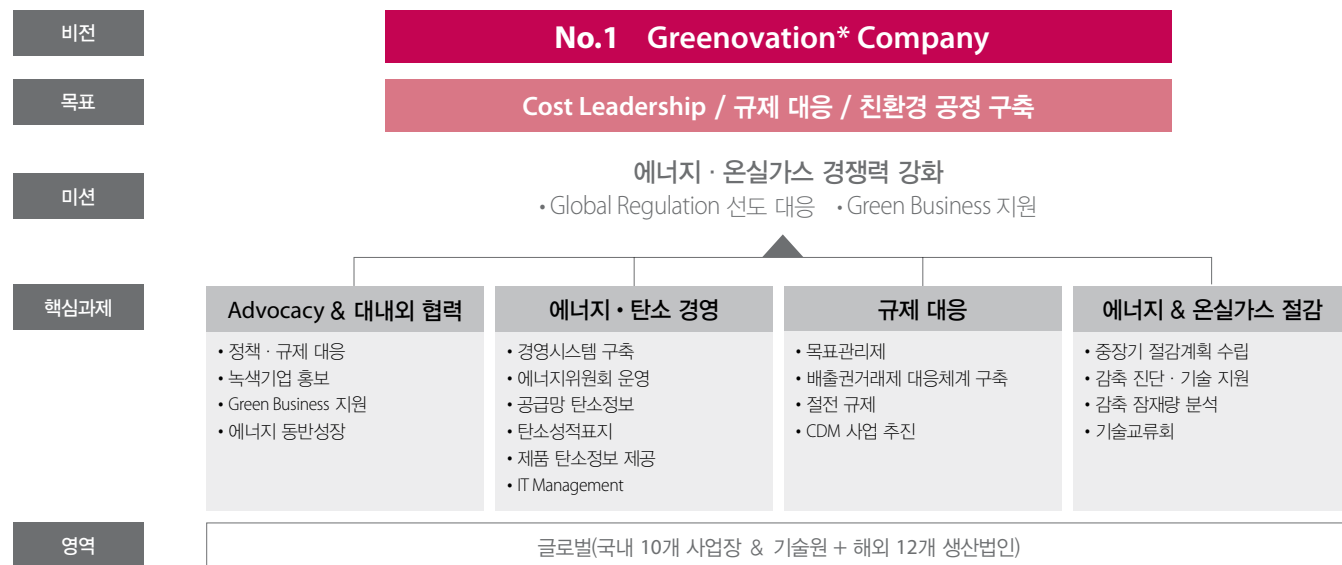 비전
No.1 Greenovation* Company
목표
Cost Leadership / 규제 대응 / 친환경 공정 구축
미션
에너지 · 온실가스 경쟁력 강화
• Global Regulation 선도 대응 • Green Business 지원
핵심과제
Advocacy & 대내외 협력
• 정책 · 규제 대응
• 녹색기업 홍보
• Green Business 지원
• 에너지 동반성장
에너지 • 탄소 경영
• 경영시스템 구축
• 에너지위원회 운영
• 공급망 탄소정보
• 탄소성적표지
• 제품 탄소정보 제공
• IT Management
규제 대응
• 목표관리제
• 배출권거래제 대응체계 구축
• 절전 규제
• CDM 사업 추진
에너지 & 온실가스 절감
• 중장기 절감계획 수립
• 감축 진단 · 기술 지원
• 감축 잠재량 분석
• 기술교류회
영역
글로벌(국내 10개 사업장 & 기술원 + 해외 12개 생산법인)